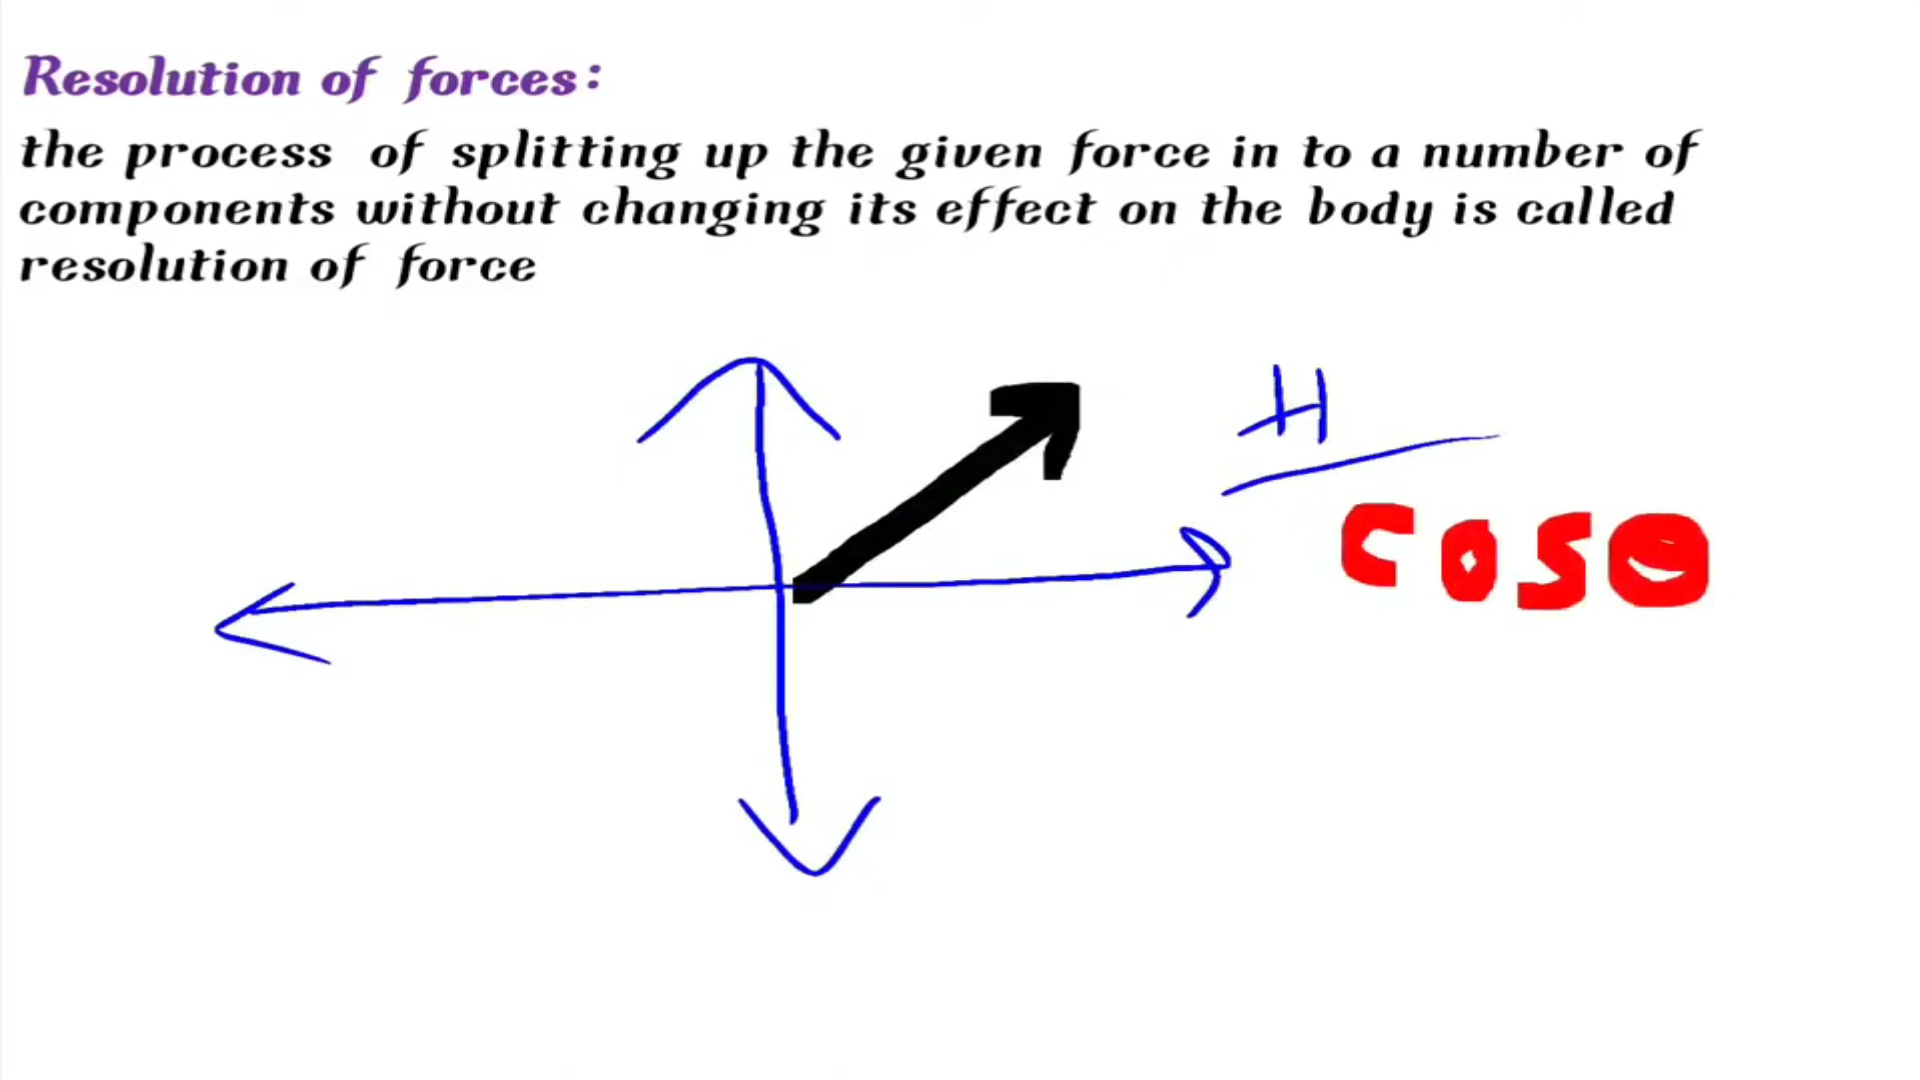 Resolution of forces:
the process of splitting up the given force in to a number of
components without changing its effect on the body is called
resolution of force
H
cosθ